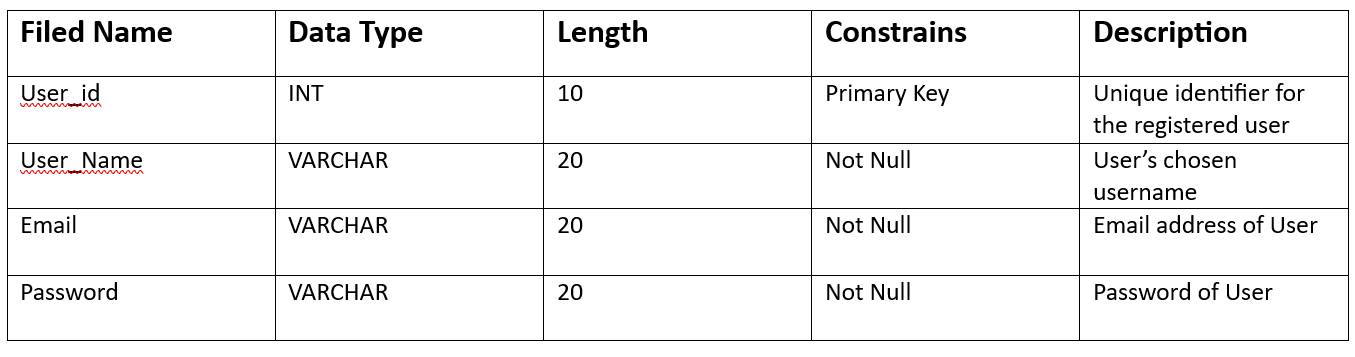 Filed Name Data Type Length Constrains Description
User_id INT 10 Primary Key Unique identifier for
the registered user
User_Name VARCHAR 20 Not Null User’s chosen
username
Email VARCHAR 20 Not Null Email address of User
Password VARCHAR 20 Not Null Password of User